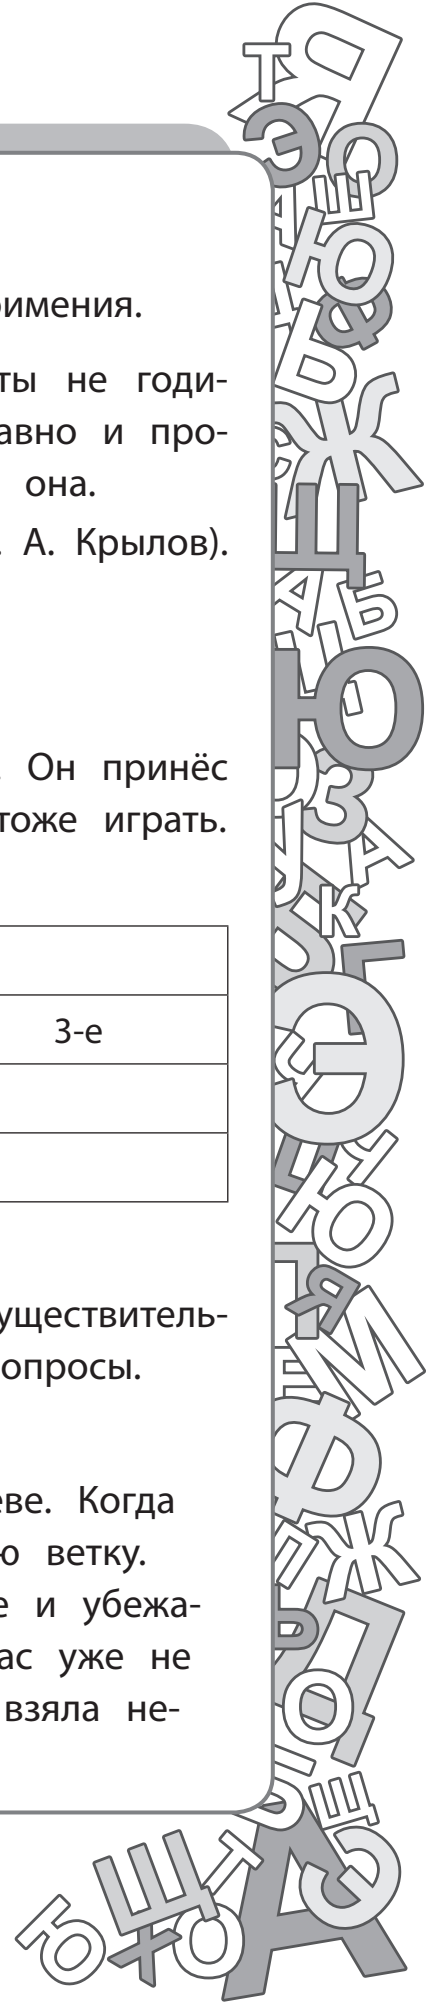 римения.
ты не годи-
авно и про-
она.
. А. Крылов).
. Он принёс
тоже играть.
3-е
уществитель-
опросы.
еве. Когда
ю ветку.
е и убежа-
ас уже не
взяла не-